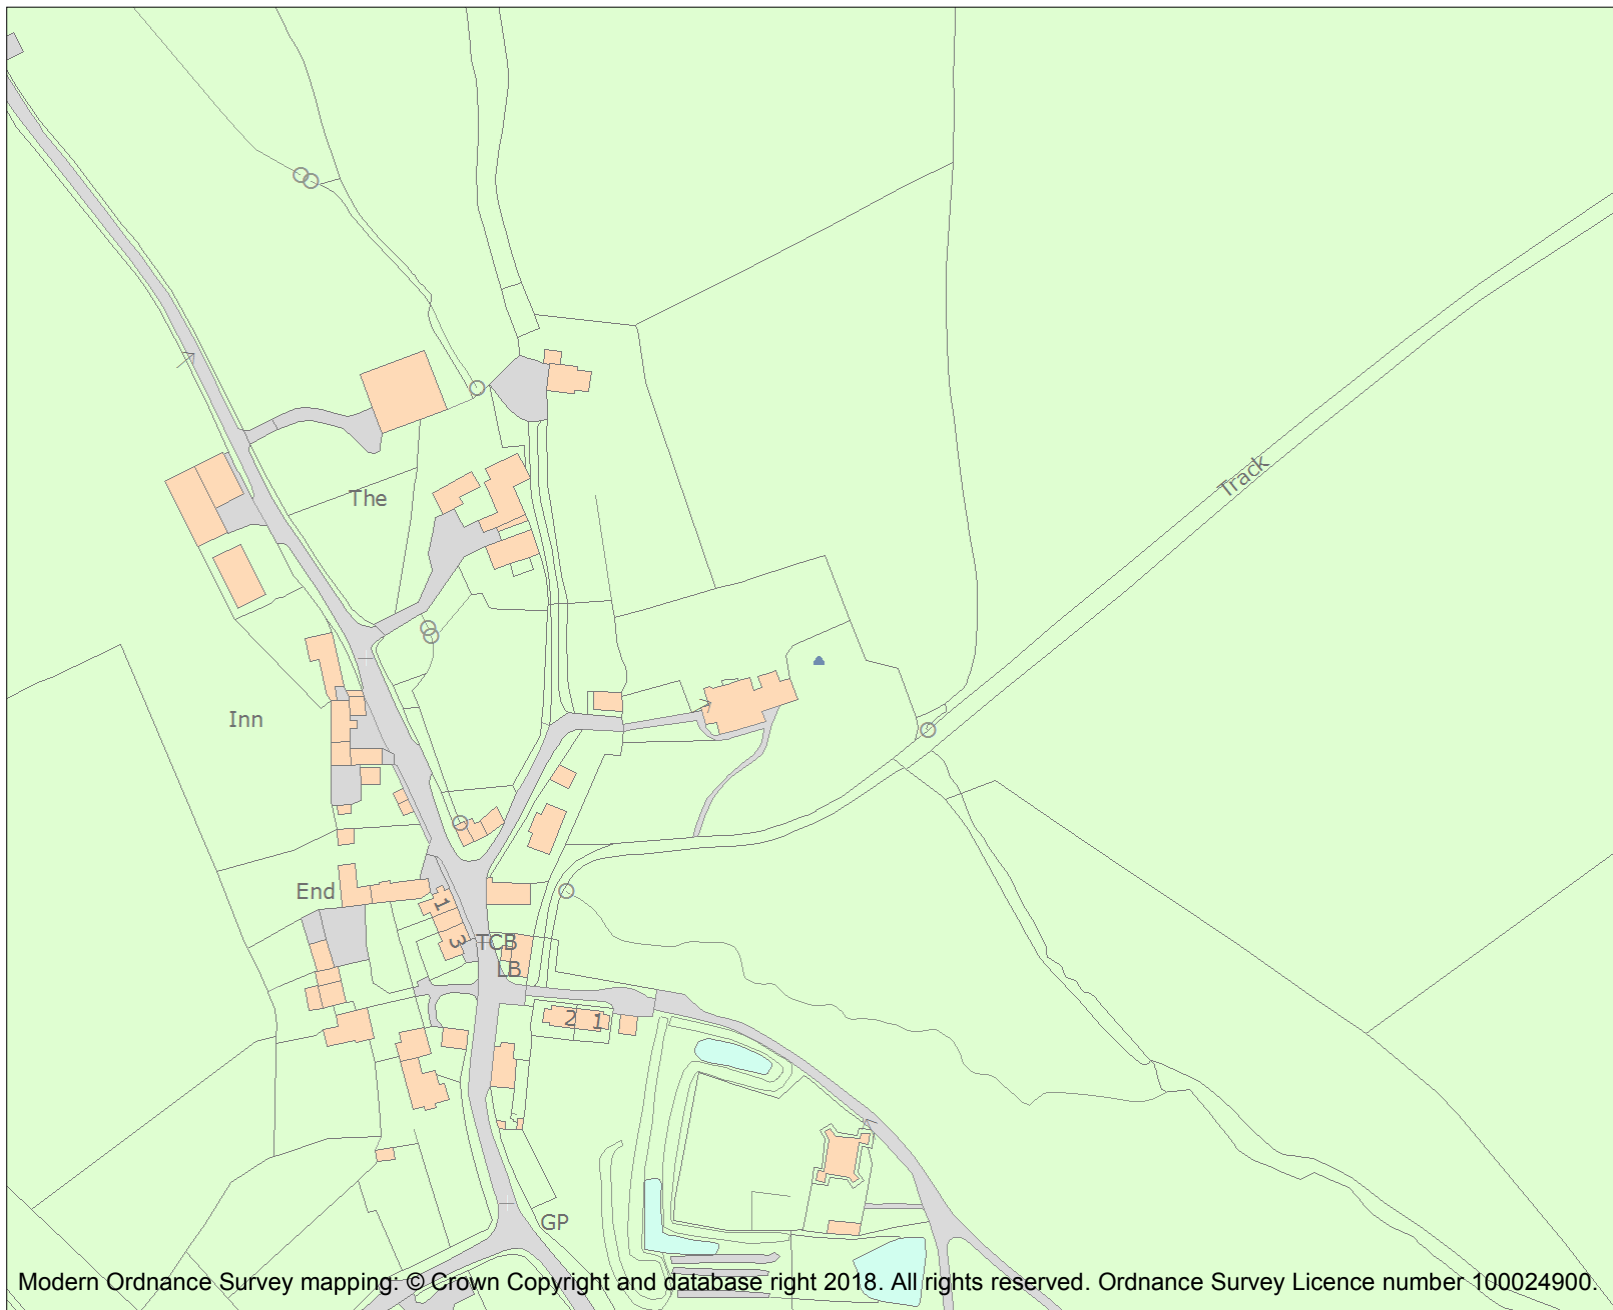 Track
The
Inn
End
1
3
TCB
LB
2 1
GP
Modern Ordnance Survey mapping: © Crown Copyright and database right 2018. All rights reserved. Ordnance Survey Licence number 100024900.